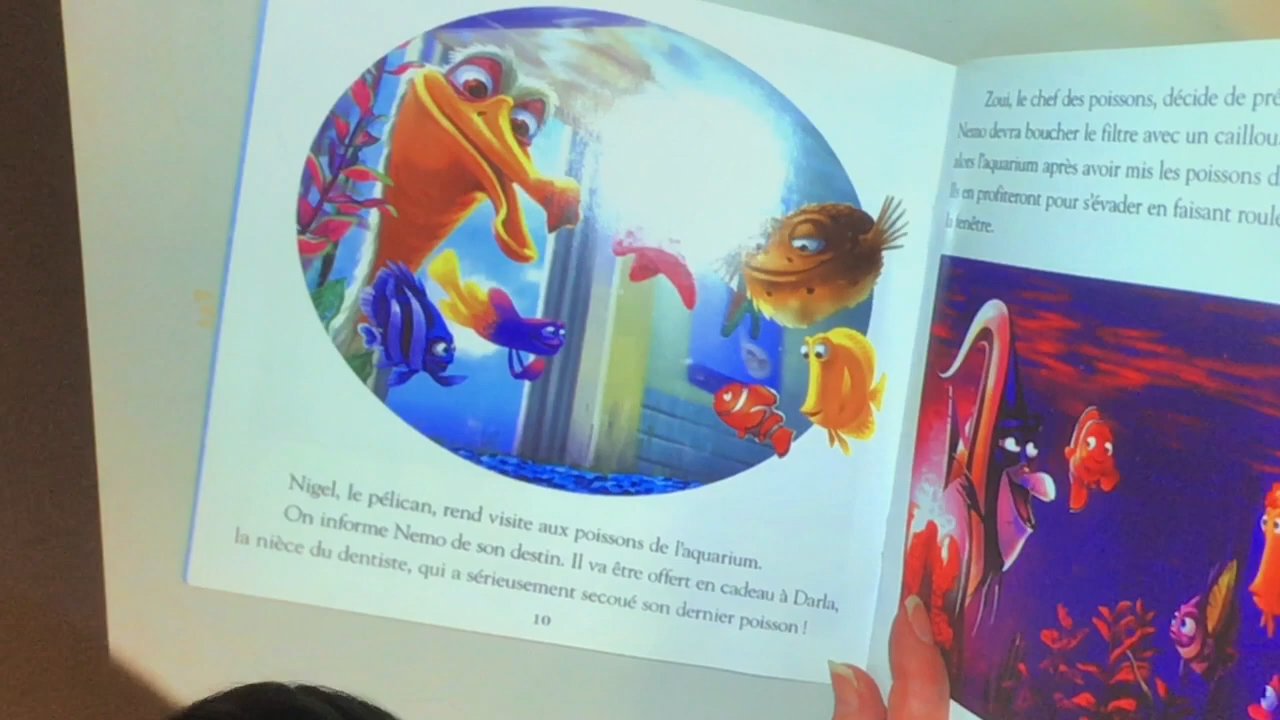 Nigel, le pélican, rend visite aux poissons de l'aquarium.
On informe Nemo de son destin. Il va être offert en cadeau à Darla,
la nièce du dentiste, qui a sérieusement secoué son dernier poisson !
10
Zoui, le chef des poissons, décide de
Nemo devra boucher le filtre avec un
alors l'aquarium après avoir mis les poissons
Ils en profiteront pour s'évader en faisant
la fenêtre.